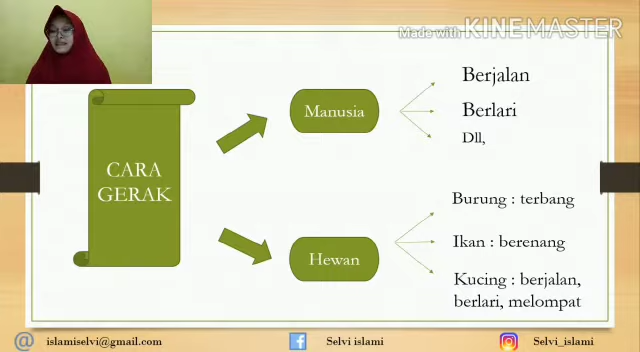 Made with KINEMASTER
CARA
GERAK
Manusia
Berjalan
Berlari
Dll,
Hewan
Burung : terbang
Ikan : berenang
Kucing : berjalan,
berlari, melompat
@ islamiselvi@gmail.com
f Selvi islami
Selvi_islami